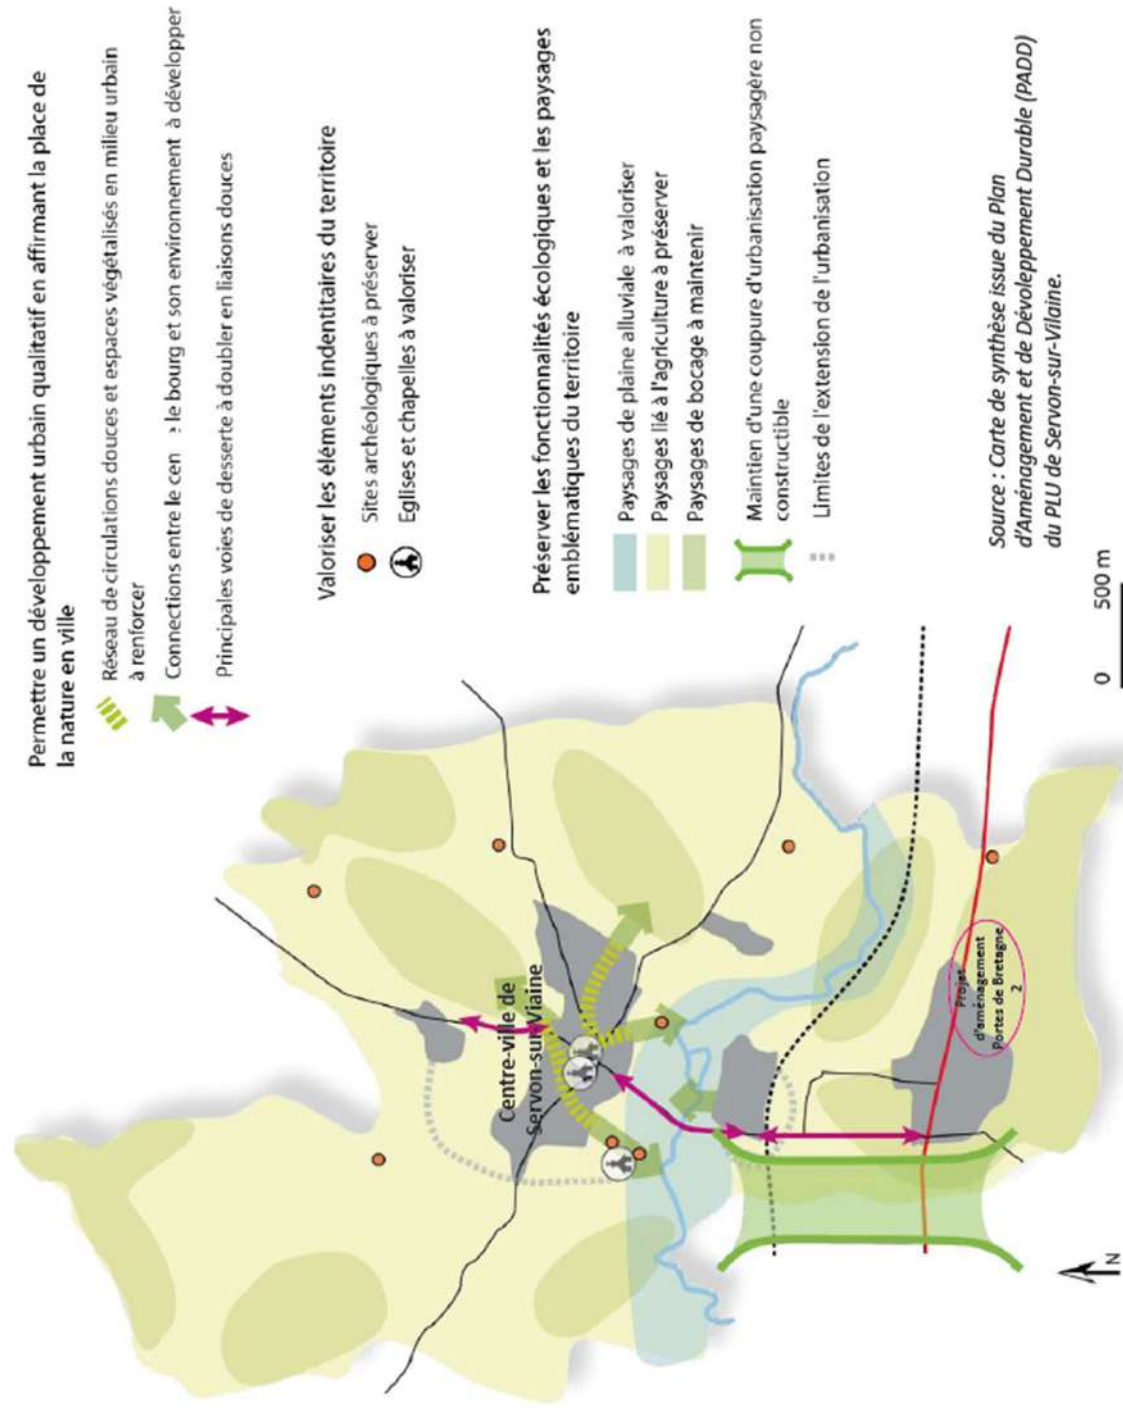 Permettre un développement urbain qualitatif en affirmant la place de
la nature en ville
Réseau de circulations douces et espaces végétalisés en milieu urbain
à renforcer
Connections entre le cen le bourg et son environnement à développer
Principales voies de desserte à doubler en liaisons douces
Valoriser les éléments indentitaires du territoire
Sites archéologiques à préserver
Eglises et chapelles à valoriser
Préserver les fonctionnalités écologiques et les paysages
emblématiques du territoire
Paysages de plaine alluviale à valoriser
Paysages lié à l'agriculture à préserver
Paysages de bocage à maintenir
Maintien d'une coupure d'urbanisation paysagère non
constructible
Limites de l'extension de l'urbanisation
Source : Carte de synthèse issue du Plan
d'Aménagement et de Dévoleppement Durable (PADD)
du PLU de Servon-sur-Vilaine.
0 500 m
Centre-ville de
Servon-sur-Vilaine
Projet
d'aménagement
Portes de Bretagne
2
N